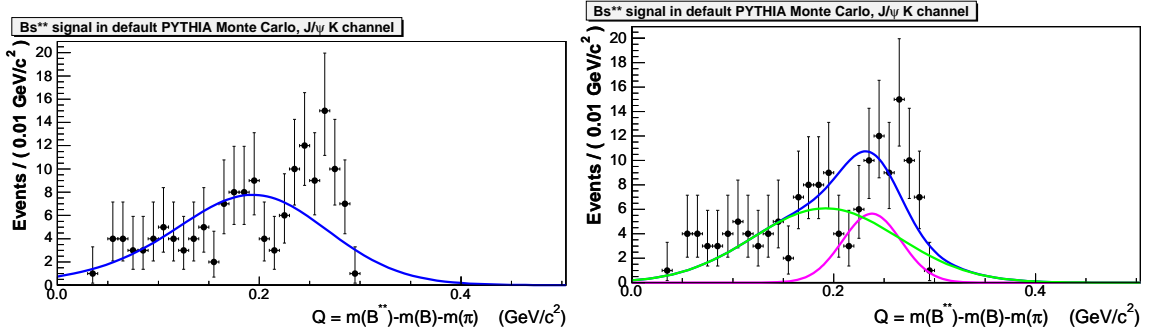 Bs** signal in default PYTHIA Monte Carlo, J/ψ K channel
Events / ( 0.01 GeV/c² )
20
18
16
14
12
10
8
6
4
2
0
0.0 0.2 0.4
Q = m(B**)-m(B)-m(π) (GeV/c²)
Bs** signal in default PYTHIA Monte Carlo, J/ψ K channel
Events / ( 0.01 GeV/c² )
20
18
16
14
12
10
8
6
4
2
0
0.0 0.2 0.4
Q = m(B**)-m(B)-m(π) (GeV/c²)